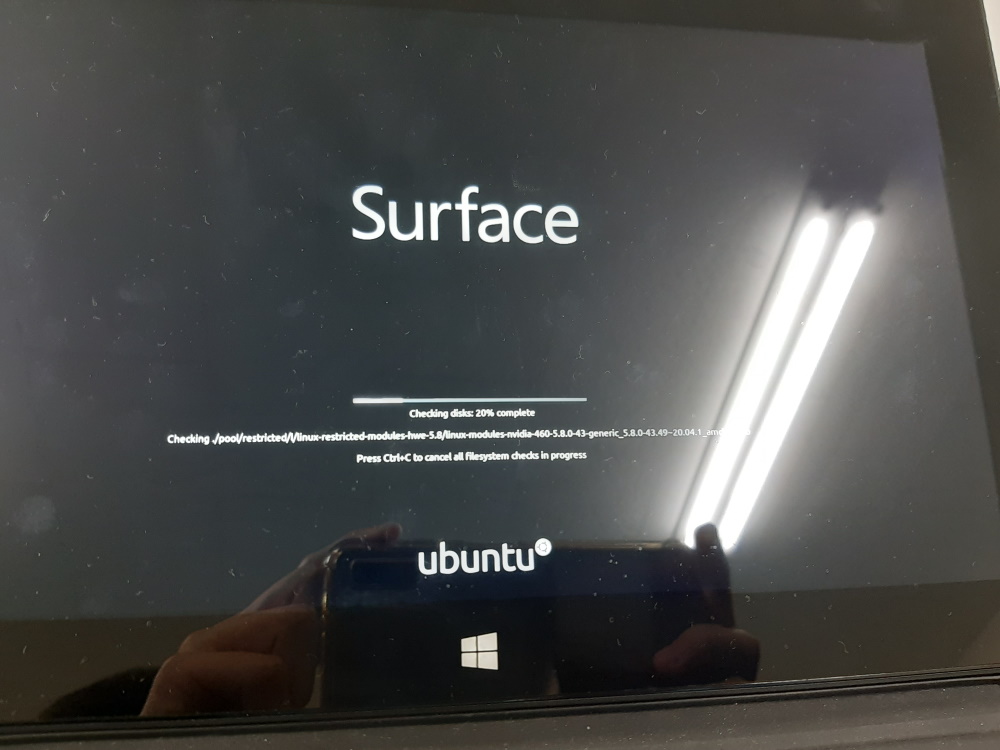 Surface
Checking disks: 20% complete
Checking ./pool/restricted/l/linux-restricted-modules-hwe-5.8/linux-modules-nvidia-460-5.8.0-43-generic_5.8.0-43.49~20.04.1_amd
Press Ctrl+C to cancel all filesystem checks in progress
ubuntu